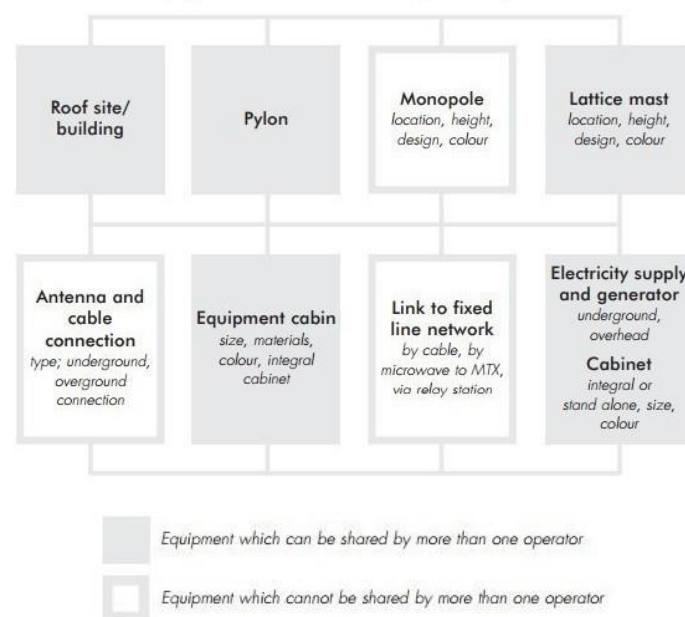 Roof site/
building
Pylon
Monopole
location, height,
design, colour
Lattice mast
location, height,
design, colour
Antenna and
cable
connection
type; underground,
overground
connection
Equipment cabin
size, materials,
colour, integral
cabinet
Link to fixed
line network
by cable, by
microwave to MTX,
via relay station
Electricity supply
and generator
underground,
overhead
Cabinet
integral or
stand alone, size,
colour
Equipment which can be shared by more than one operator
Equipment which cannot be shared by more than one operator